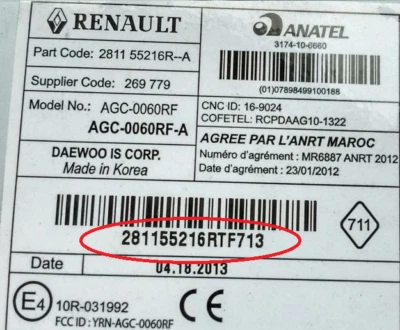 RENAULT
ANATEL
3174-10-6660
Part Code: 2811 55216R--A
(01)07898499100188
Supplier Code: 269 779
Model No.: AGC-0060RF
AGC-0060RF-A
CNC ID: 16-9024
COFETEL: RCPDAAG10-1322
DAEWOO IS CORP.
Made in Korea
AGREE PAR L'ANRT MAROC
Numéro d'agrément : MR6887 ANRT 2012
Date d'agrément : 23/01/2012
711
281155216RTF713
Date
04.18.2013
E4
10R-031992
CE
FCC ID : YRN-AGC-0060RF